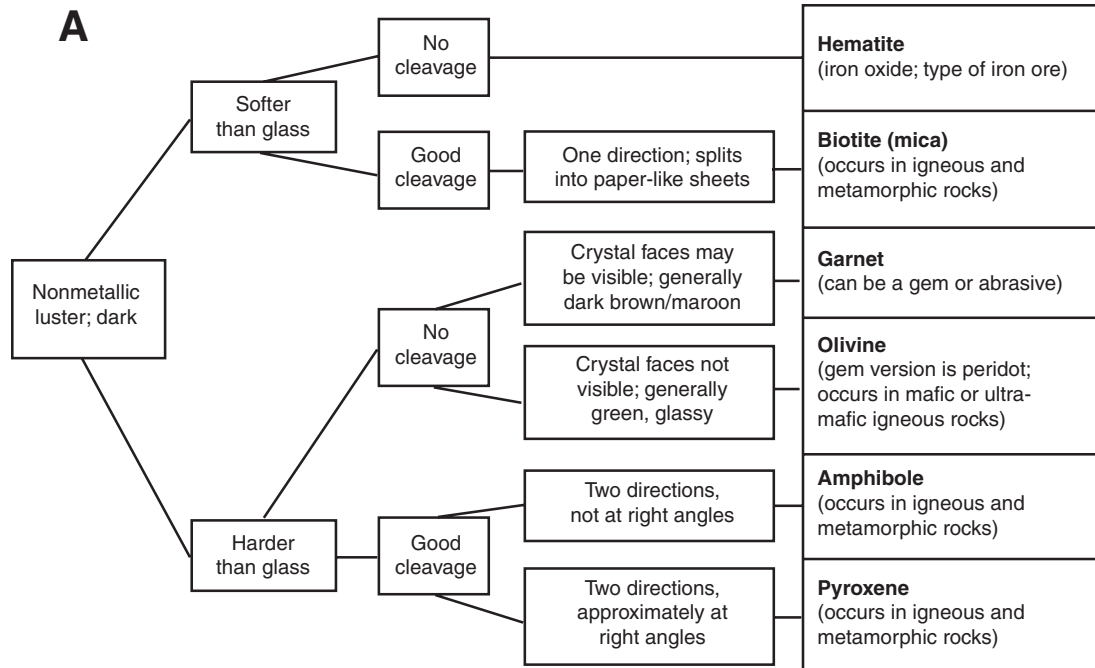 A
No
cleavage
Hematite
(iron oxide; type of iron ore)
Softer
than glass
Good
cleavage
One direction; splits
into paper-like sheets
Biotite (mica)
(occurs in igneous and
metamorphic rocks)
Nonmetallic
luster; dark
No
cleavage
Crystal faces may
be visible; generally
dark brown/maroon
Garnet
(can be a gem or abrasive)
Crystal faces not
visible; generally
green, glassy
Olivine
(gem version is peridot;
occurs in mafic or ultra-
mafic igneous rocks)
Harder
than glass
Good
cleavage
Two directions,
not at right angles
Amphibole
(occurs in igneous and
metamorphic rocks)
Two directions,
approximately at
right angles
Pyroxene
(occurs in igneous and
metamorphic rocks)